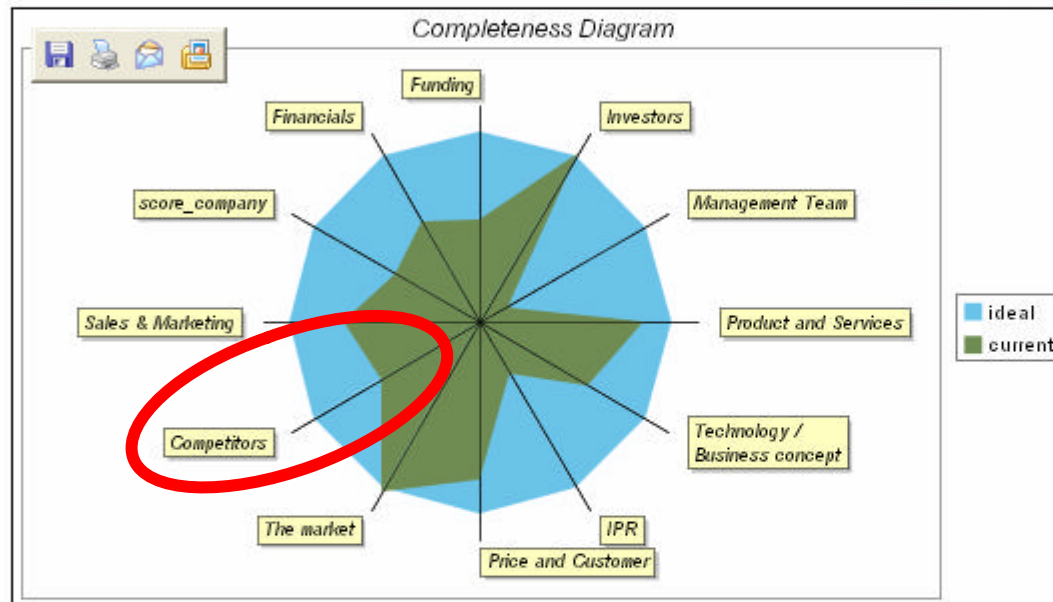 Completeness Diagram
Funding
Financials
Investors
score_company
Management Team
Sales & Marketing
Product and Services
ideal
current
Competitors
Technology /
Business concept
The market
IPR
Price and Customer